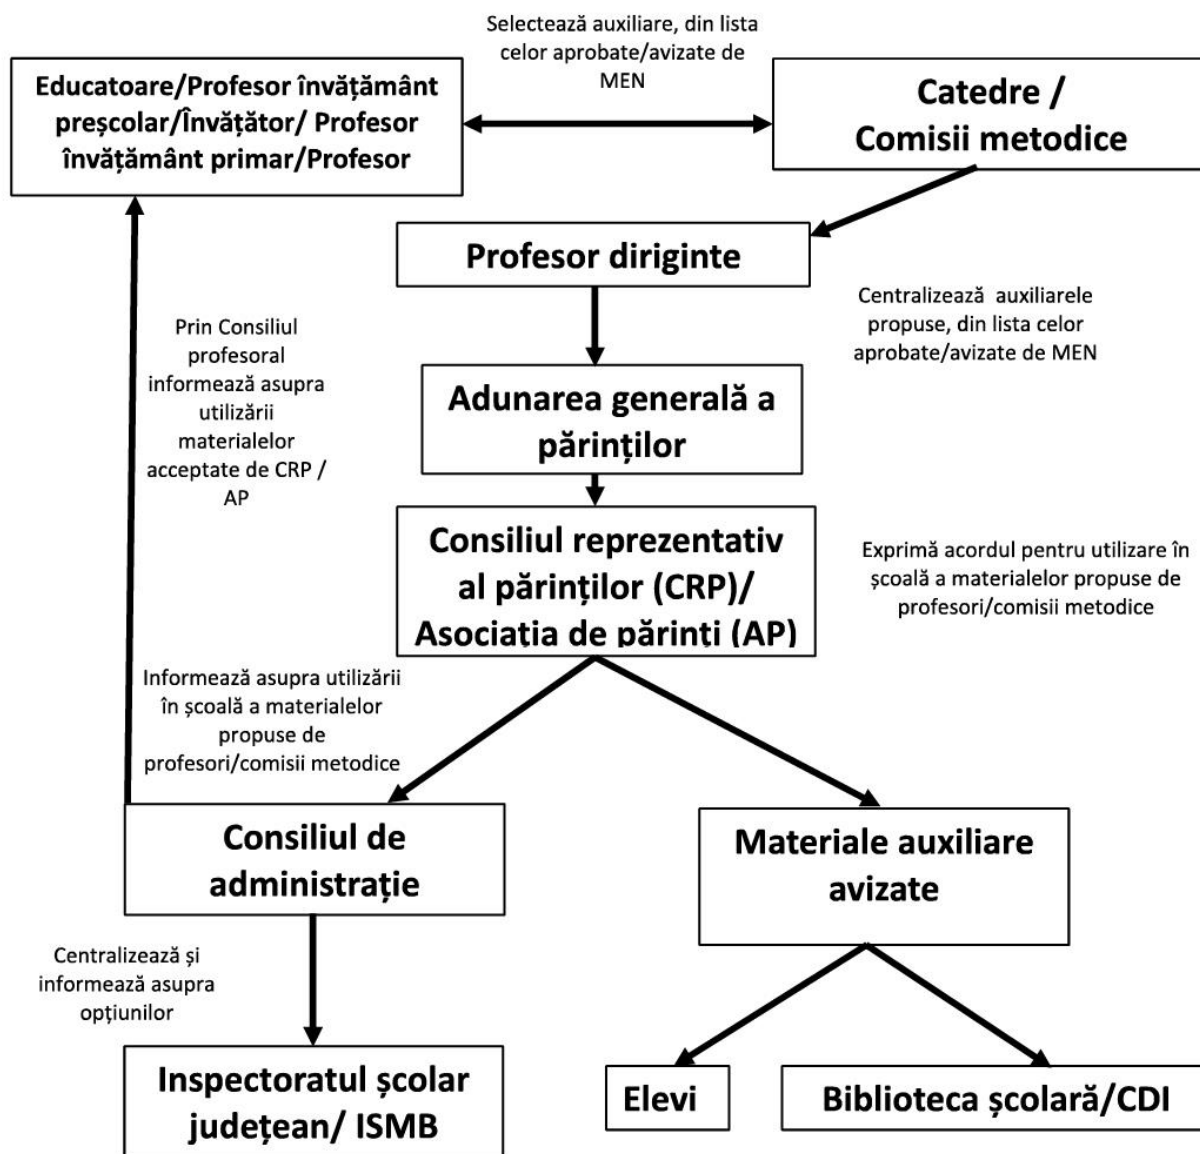 Selectează auxiliare, din lista
celor aprobate/avizate de
MEN
Educatoare/Profesor învățământ
preșcolar/Învățător/ Profesor
învățământ primar/Profesor
Catedre /
Comisii metodice
Profesor diriginte
Centralizează auxiliarele
propuse, din lista celor
aprobate/avizate de MEN
Prin Consiliul
profesoral
informează asupra
utilizării
materialelor
acceptate de CRP /
AP
Adunarea generală a
părinților
Consiliul reprezentativ
al părinților (CRP)/
Asociația de părinți (AP)
Exprimă acordul pentru utilizare în
școală a materialelor propuse de
profesori/comisii metodice
Informează asupra utilizării
în școală a materialelor
propuse de
profesori/comisii metodice
Consiliul de
administrație
Materiale auxiliare
avizate
Centralizează și
informează asupra
opțiunilor
Inspectoratul școlar
județean/ ISMB
Elevi
Biblioteca școlară/CDI